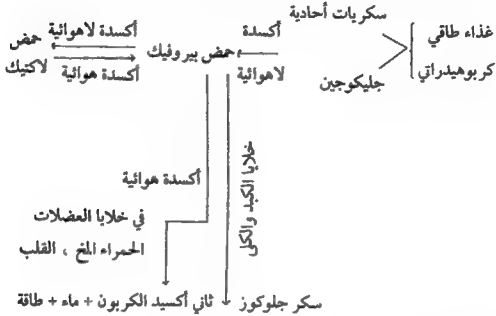 غذاء طاقي
كربوهيدراتي
سكريات أحادية
جليكوجين
أكسدة
لاهوائية
حمض بيروفيك
أكسدة لاهوائية
أكسدة هوائية
حمض
لاكتيك
أكسدة هوائية
خلايا الكبد والكلى
في خلايا العضلات
الحمراء المخ ، القلب
سكر جلوكوز
ثاني أكسيد الكربون + ماء + طاقة